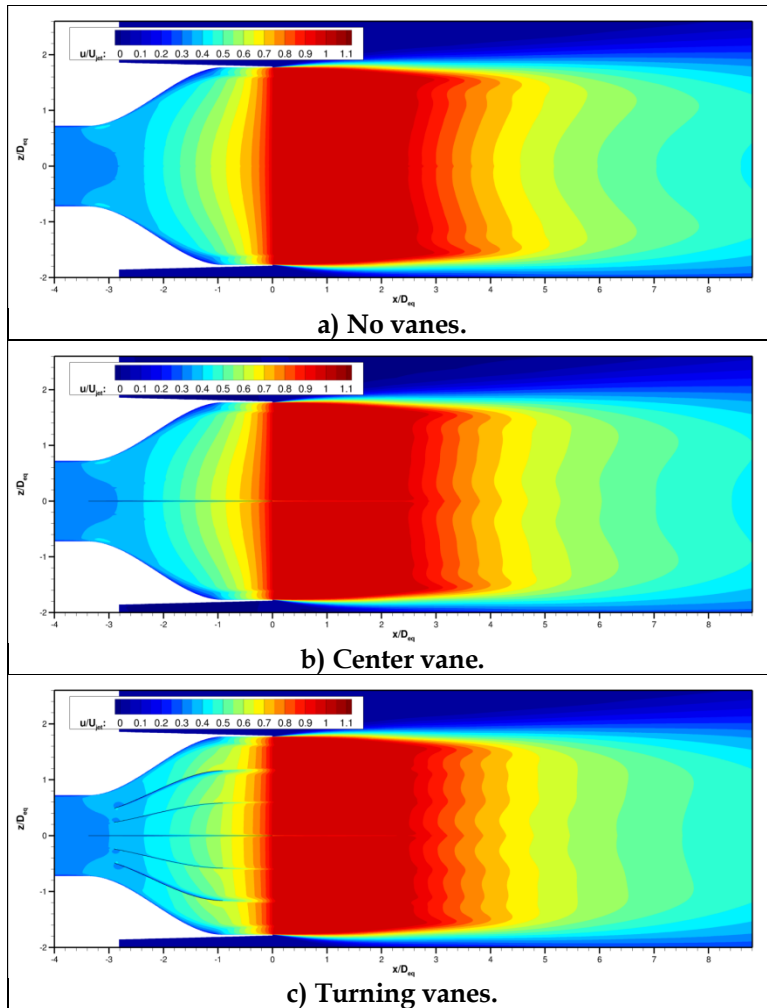 u/U_jet: 0 0.1 0.2 0.3 0.4 0.5 0.6 0.7 0.8 0.9 1 1.1
2
1
z/D_eq
0
-1
-2
-4 -3 -2 -1 0 1 2 3 4 5 6 7 8
x/D_eq
a) No vanes.
u/U_jet: 0 0.1 0.2 0.3 0.4 0.5 0.6 0.7 0.8 0.9 1 1.1
2
1
z/D_eq
0
-1
-2
-4 -3 -2 -1 0 1 2 3 4 5 6 7 8
x/D_eq
b) Center vane.
u/U_jet: 0 0.1 0.2 0.3 0.4 0.5 0.6 0.7 0.8 0.9 1 1.1
2
1
z/D_eq
0
-1
-2
-4 -3 -2 -1 0 1 2 3 4 5 6 7 8
x/D_eq
c) Turning vanes.